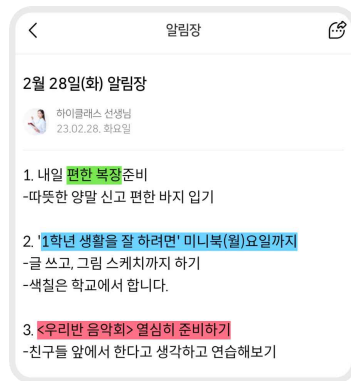 알림장
2월 28일(화) 알림장
하이클래스 선생님
23.02.28. 화요일
1. 내일 편한 복장준비
-따뜻한 양말 신고 편한 바지 입기
2. '1학년 생활을 잘 하려면' 미니북(월)요일까지
-글 쓰고, 그림 스케치까지 하기
-색칠은 학교에서 합니다.
3. <우리반 음악회> 열심히 준비하기
-친구들 앞에서 한다고 생각하고 연습해보기